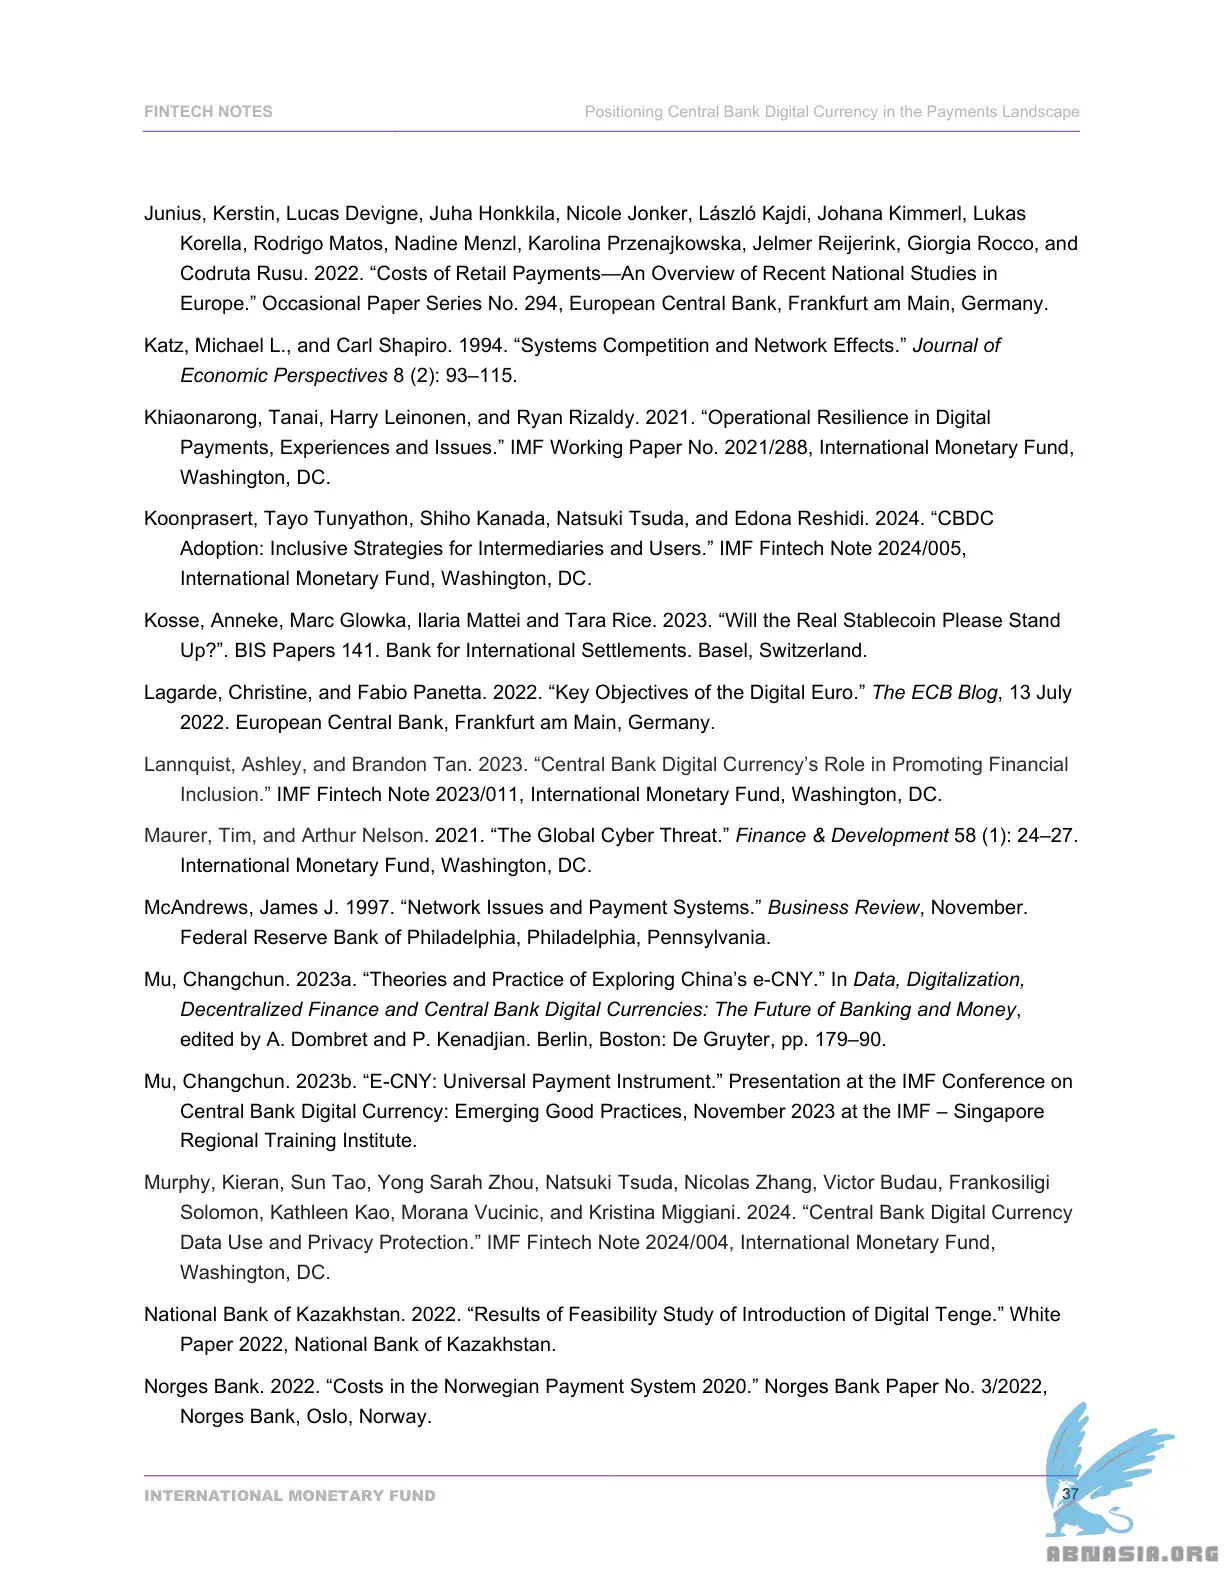 FINTECH NOTES Positioning Central Bank Digital Currency in the Payments Landscape
Junius, Kerstin, Lucas Devigne, Juha Honkkila, Nicole Jonker, László Kajdi, Johana Kimmerl, Lukas
Korella, Rodrigo Matos, Nadine Menzl, Karolina Przenajkowska, Jelmer Reijerink, Giorgia Rocco, and
Codruta Rusu. 2022. “Costs of Retail Payments—An Overview of Recent National Studies in
Europe.” Occasional Paper Series No. 294, European Central Bank, Frankfurt am Main, Germany.
Katz, Michael L., and Carl Shapiro. 1994. “Systems Competition and Network Effects.” Journal of
Economic Perspectives 8 (2): 93–115.
Khiaonarong, Tanai, Harry Leinonen, and Ryan Rizaldy. 2021. “Operational Resilience in Digital
Payments, Experiences and Issues.” IMF Working Paper No. 2021/288, International Monetary Fund,
Washington, DC.
Koonprasert, Tayo Tunyathon, Shiho Kanada, Natsuki Tsuda, and Edona Reshidi. 2024. “CBDC
Adoption: Inclusive Strategies for Intermediaries and Users.” IMF Fintech Note 2024/005,
International Monetary Fund, Washington, DC.
Kosse, Anneke, Marc Glowka, Ilaria Mattei and Tara Rice. 2023. “Will the Real Stablecoin Please Stand
Up?”. BIS Papers 141. Bank for International Settlements. Basel, Switzerland.
Lagarde, Christine, and Fabio Panetta. 2022. “Key Objectives of the Digital Euro.” The ECB Blog, 13 July
2022. European Central Bank, Frankfurt am Main, Germany.
Lannquist, Ashley, and Brandon Tan. 2023. “Central Bank Digital Currency’s Role in Promoting Financial
Inclusion.” IMF Fintech Note 2023/011, International Monetary Fund, Washington, DC.
Maurer, Tim, and Arthur Nelson. 2021. “The Global Cyber Threat.” Finance & Development 58 (1): 24–27.
International Monetary Fund, Washington, DC.
McAndrews, James J. 1997. “Network Issues and Payment Systems.” Business Review, November.
Federal Reserve Bank of Philadelphia, Philadelphia, Pennsylvania.
Mu, Changchun. 2023a. “Theories and Practice of Exploring China’s e-CNY.” In Data, Digitalization,
Decentralized Finance and Central Bank Digital Currencies: The Future of Banking and Money,
edited by A. Dombret and P. Kenadjian. Berlin, Boston: De Gruyter, pp. 179–90.
Mu, Changchun. 2023b. “E-CNY: Universal Payment Instrument.” Presentation at the IMF Conference on
Central Bank Digital Currency: Emerging Good Practices, November 2023 at the IMF – Singapore
Regional Training Institute.
Murphy, Kieran, Sun Tao, Yong Sarah Zhou, Natsuki Tsuda, Nicolas Zhang, Victor Budau, Frankosiligi
Solomon, Kathleen Kao, Morana Vucinic, and Kristina Miggiani. 2024. “Central Bank Digital Currency
Data Use and Privacy Protection.” IMF Fintech Note 2024/004, International Monetary Fund,
Washington, DC.
National Bank of Kazakhstan. 2022. “Results of Feasibility Study of Introduction of Digital Tenge.” White
Paper 2022, National Bank of Kazakhstan.
Norges Bank. 2022. “Costs in the Norwegian Payment System 2020.” Norges Bank Paper No. 3/2022,
Norges Bank, Oslo, Norway.
INTERNATIONAL MONETARY FUND 37
ABNASIA.ORG